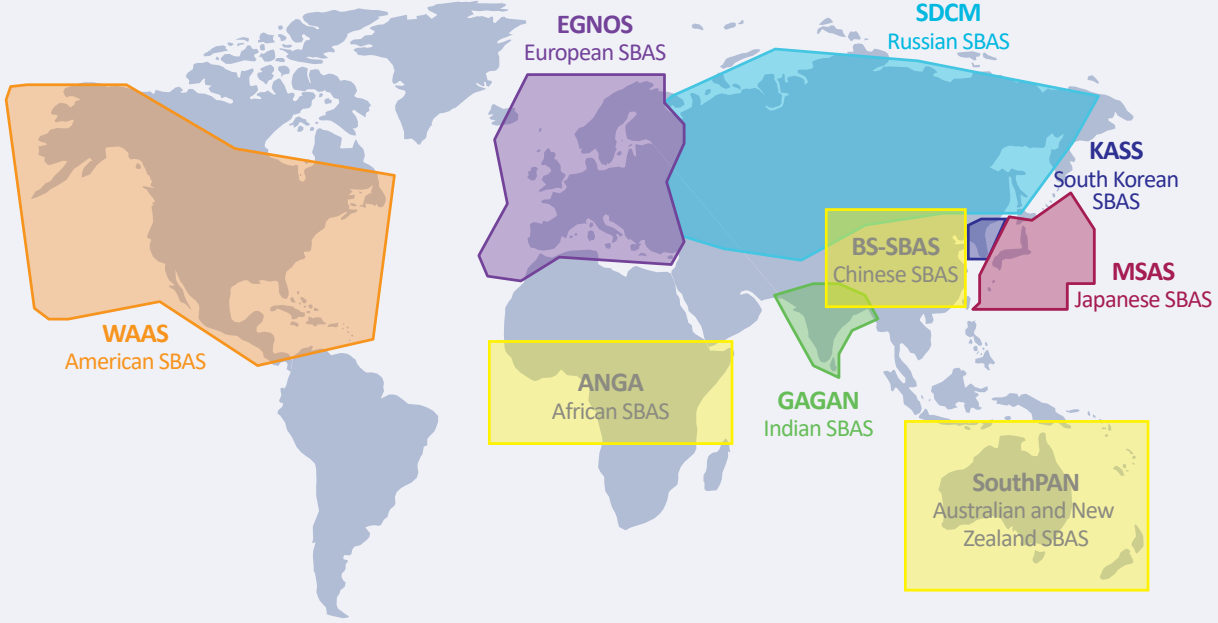 EGNOS
European SBAS
SDCM
Russian SBAS
KASS
South Korean
SBAS
BS-SBAS
Chinese SBAS
MSAS
Japanese SBAS
WAAS
American SBAS
ANGA
African SBAS
GAGAN
Indian SBAS
SouthPAN
Australian and New
Zealand SBAS